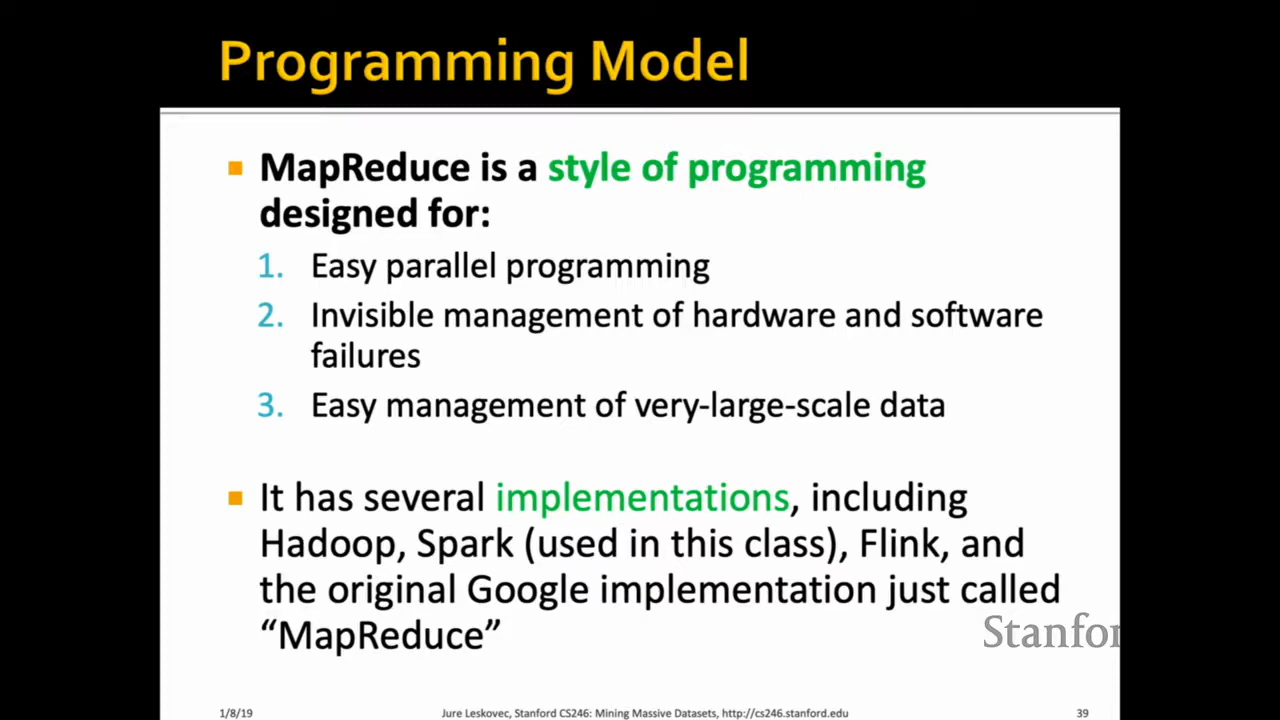 Programming Model
MapReduce is a style of programming
designed for:
1. Easy parallel programming
2. Invisible management of hardware and software
failures
3. Easy management of very-large-scale data
It has several implementations, including
Hadoop, Spark (used in this class), Flink, and
the original Google implementation just called
“MapReduce”
Stanfor
1/8/19 Jure Leskovec, Stanford CS246: Mining Massive Datasets, http://cs246.stanford.edu 39